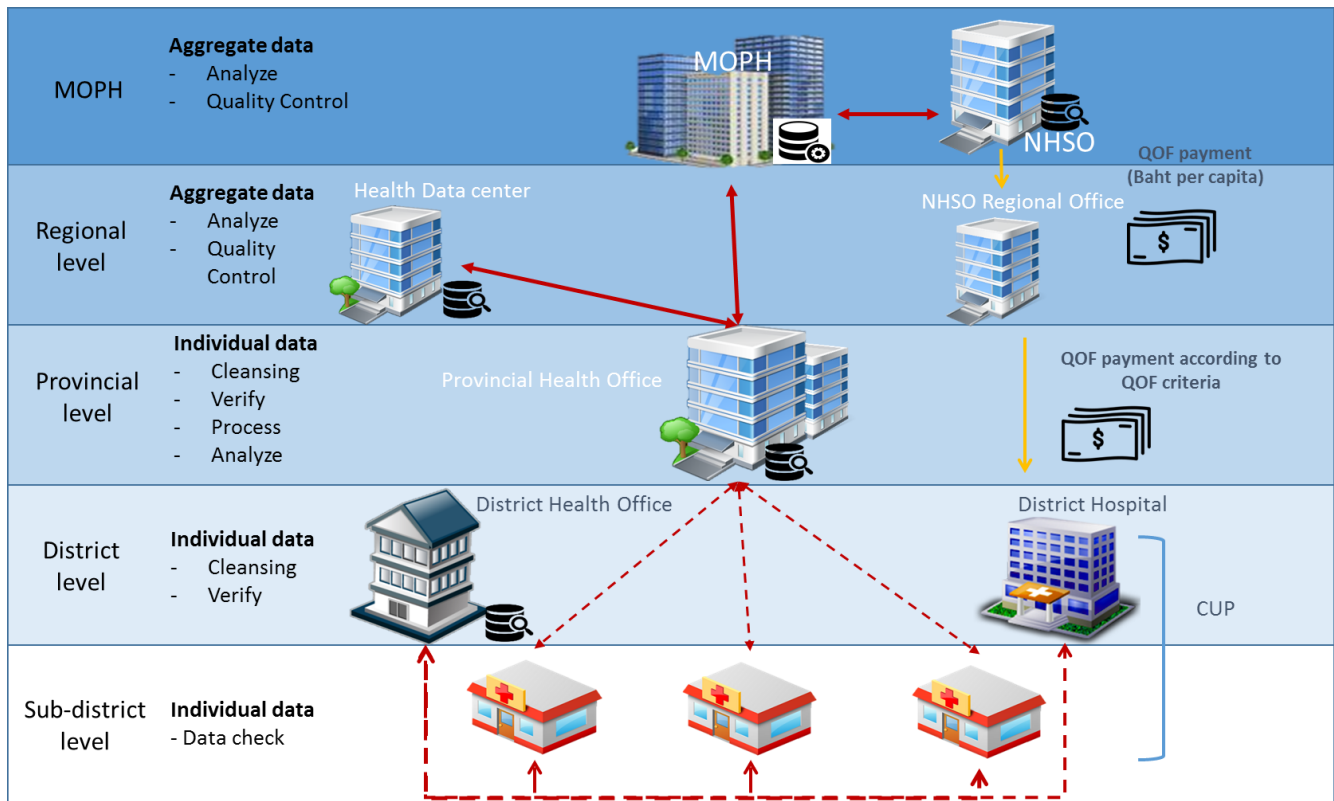 MOPH
Aggregate data
- Analyze
- Quality Control
MOPH
NHSO
QOF payment
(Baht per capita)
Regional
level
Aggregate data
- Analyze
- Quality
Control
Health Data center
NHSO Regional Office
$
Provincial
level
Individual data
- Cleansing
- Verify
- Process
- Analyze
Provincial Health Office
QOF payment according to
QOF criteria
$
District
level
Individual data
- Cleansing
- Verify
District Health Office
District Hospital
CUP
Sub-district
level
Individual data
- Data check